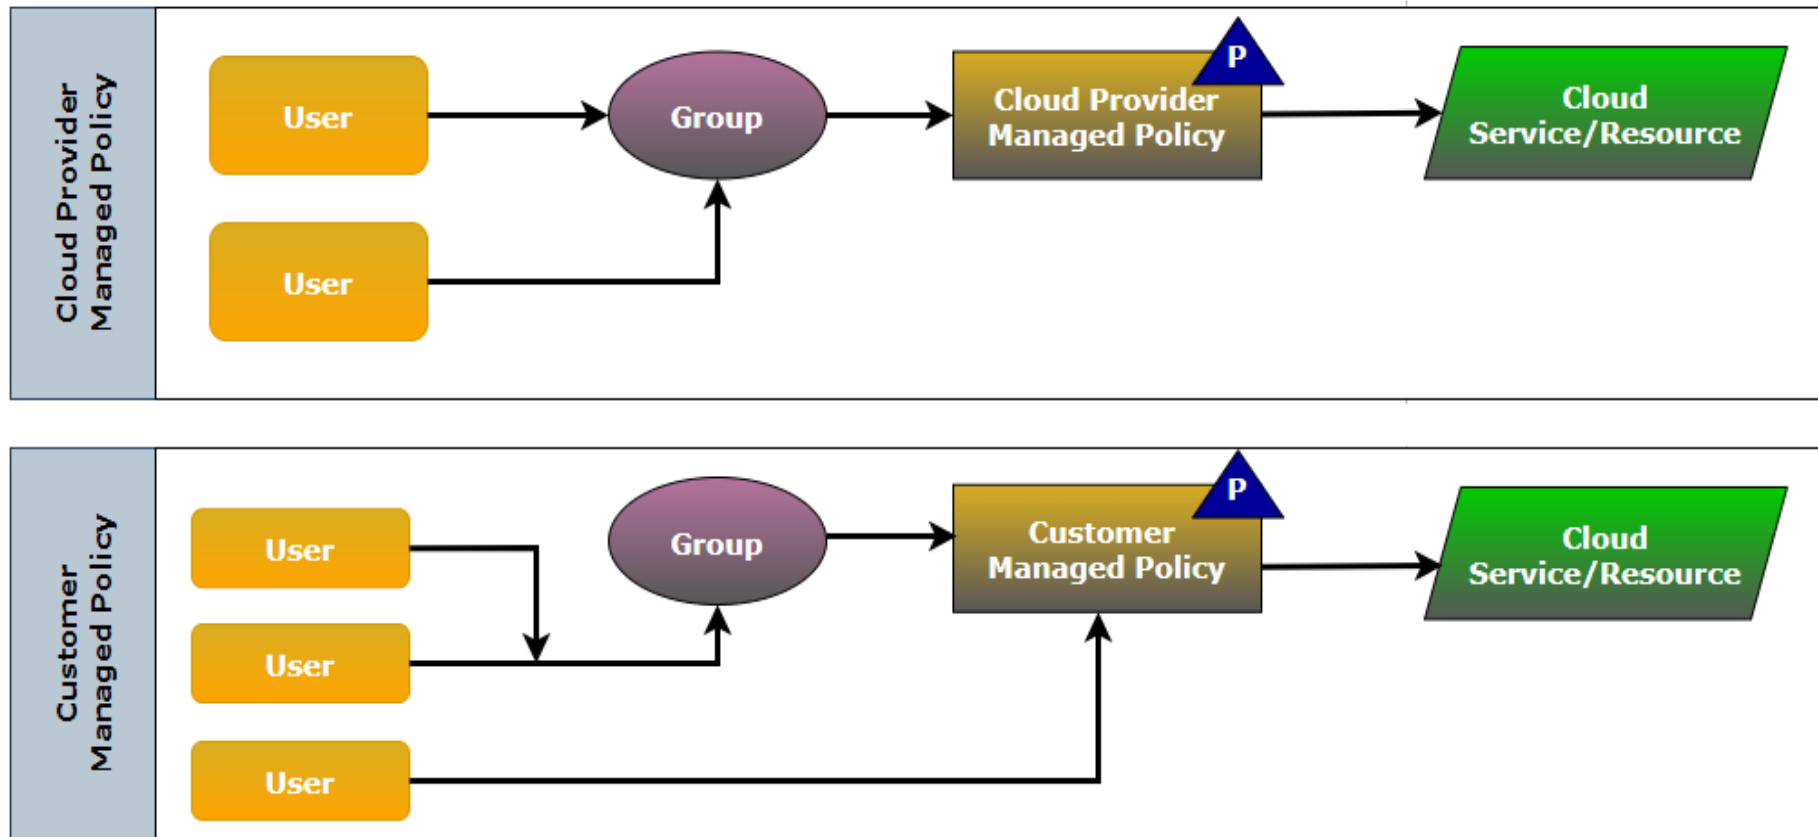 Cloud Provider
Managed Policy
User
Group
P
Cloud Provider
Managed Policy
Cloud
Service/Resource
User
Customer
Managed Policy
User
Group
P
Customer
Managed Policy
Cloud
Service/Resource
User
User